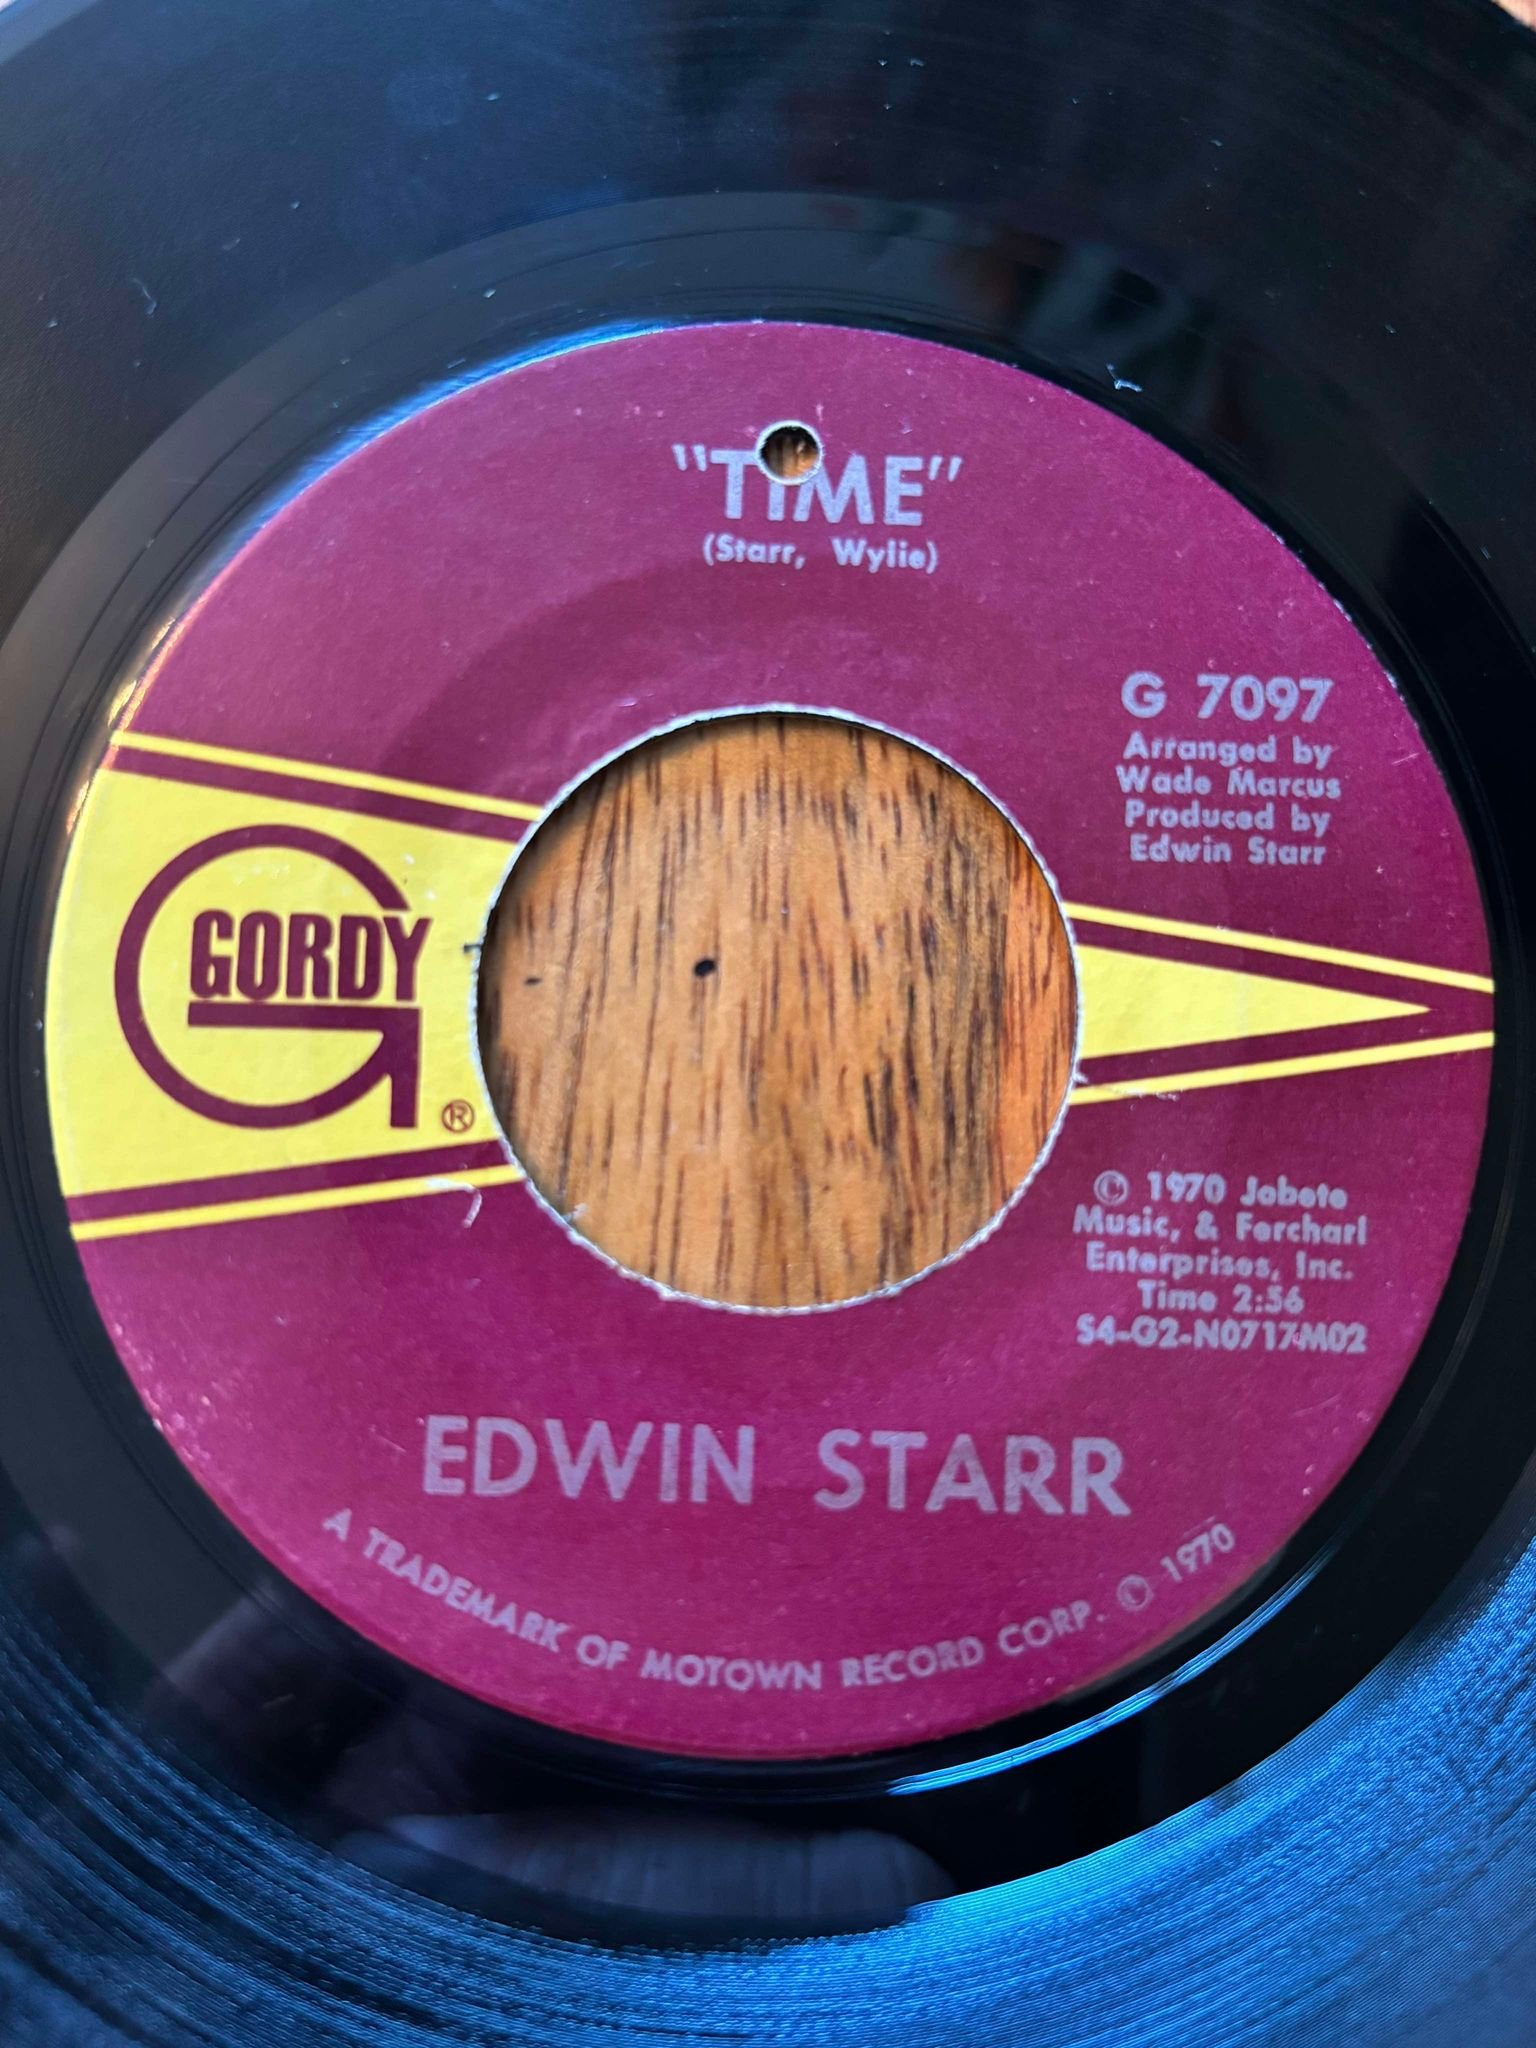 "TIME"
(Starr, Wylie)
G 7097
Arranged by
Wade Marcus
Produced by
Edwin Starr
GORDY
®
© 1970 Jobete
Music, & Fercharl
Enterprises, Inc.
Time 2:56
S4-G2-N0717M02
EDWIN STARR
A TRADEMARK OF MOTOWN RECORD CORP. © 1970